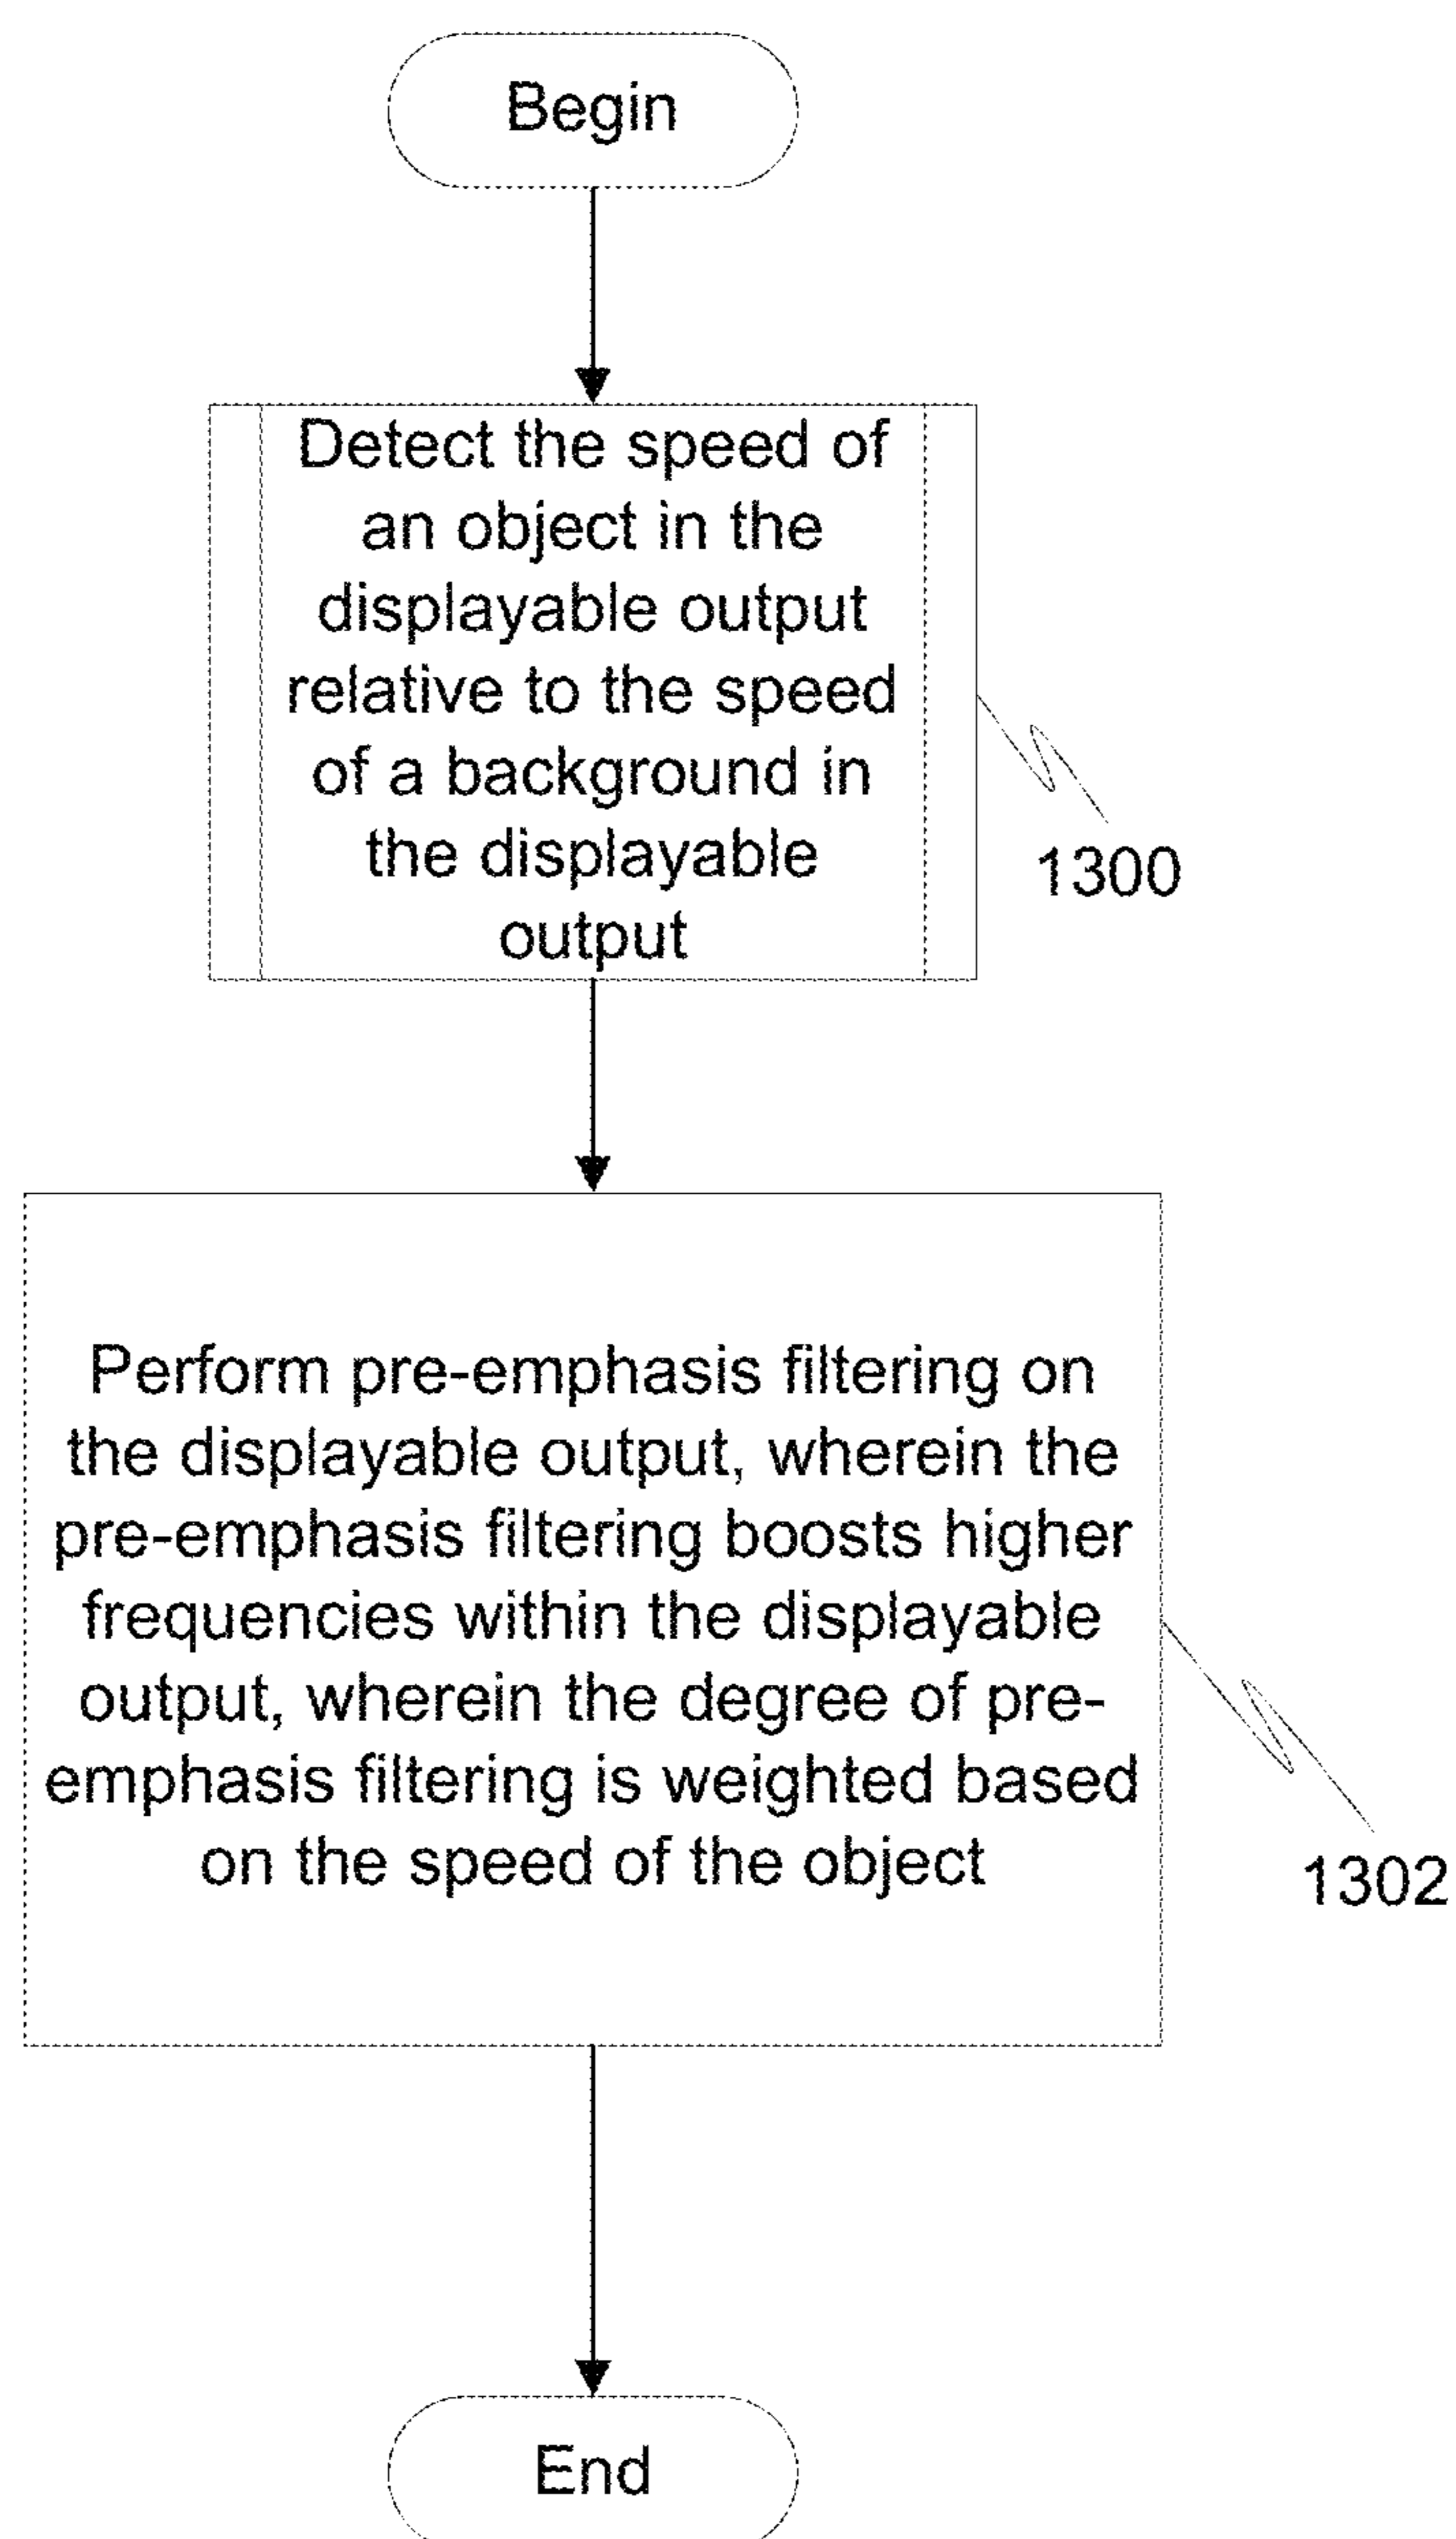 Begin
Detect the speed of
an object in the
displayable output
relative to the speed
of a background in
the displayable
output
1300
Perform pre-emphasis filtering on
the displayable output, wherein the
pre-emphasis filtering boosts higher
frequencies within the displayable
output, wherein the degree of pre-
emphasis filtering is weighted based
on the speed of the object
1302
End